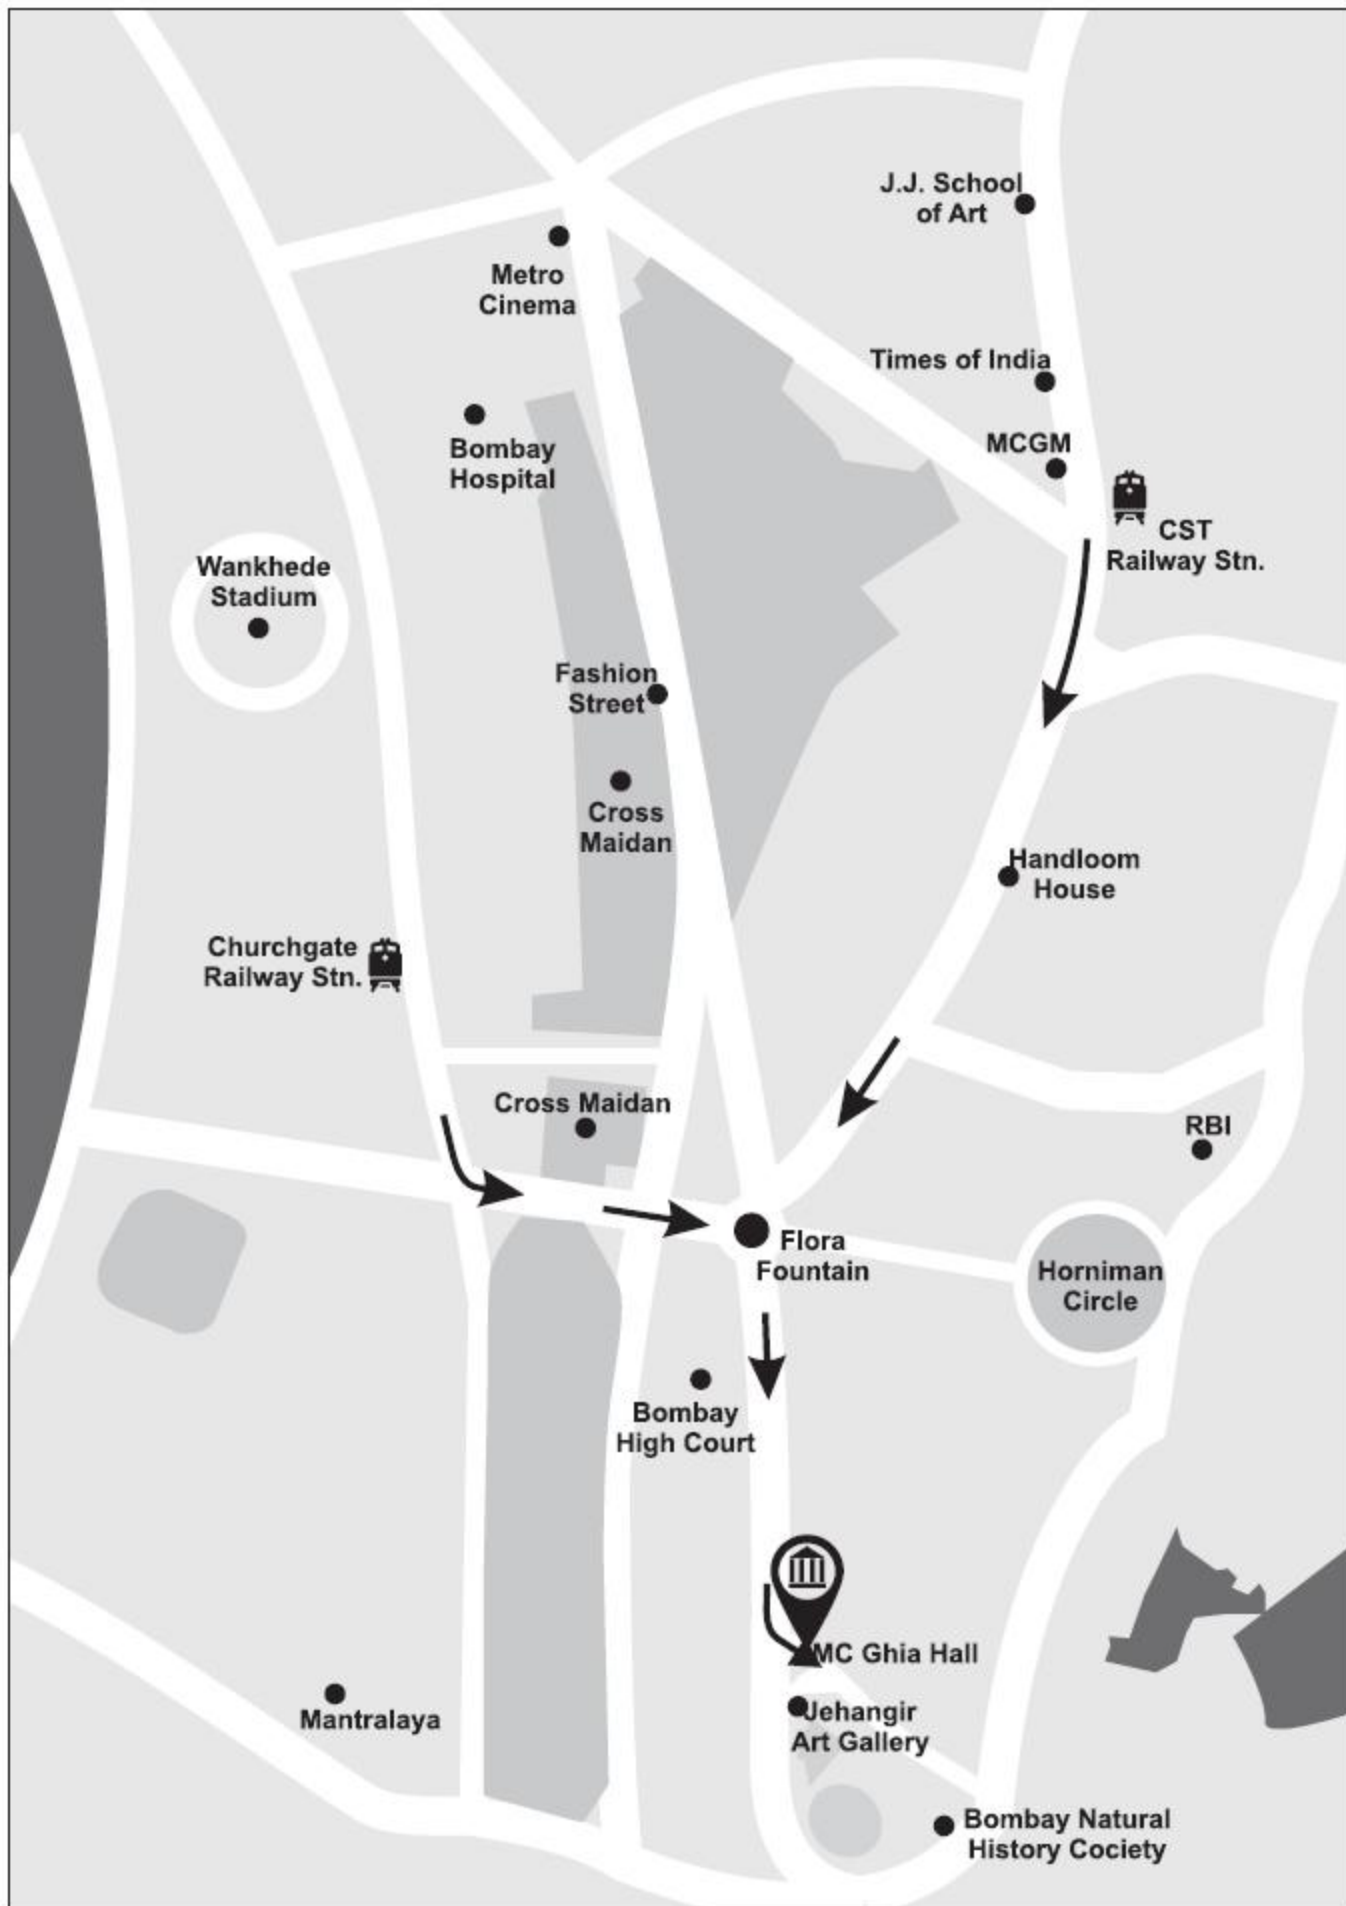 J.J. School
of Art
Metro
Cinema
Times of India
MCGM
Bombay
Hospital
CST
Railway Stn.
Wankhede
Stadium
Fashion
Street
Cross
Maidan
Handloom
House
Churchgate
Railway Stn.
Cross Maidan
RBI
Flora
Fountain
Horniman
Circle
Bombay
High Court
MC Ghia Hall
Jehangir
Art Gallery
Mantralaya
Bombay Natural
History Cociety